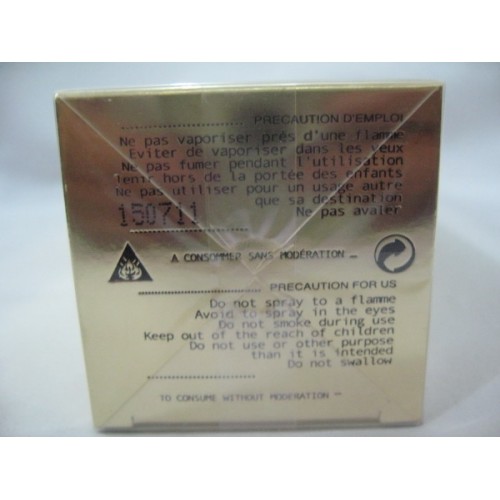 PRECAUTION D'EMPLOI
Ne pas vaporiser près d'une flamme
Eviter de vaporiser dans les yeux
Ne pas fumer pendant l'utilisation
Tenir hors de la portée des enfants
Ne pas utiliser pour un usage autre
que sa destination
Ne pas avaler
150711
A CONSOMMER SANS MODÉRATION _
PRECAUTION FOR US
Do not spray to a flame
Avoid to spray in the eyes
Do not smoke during use
Keep out of the reach of children
Do not use or other purpose
than it is intended
Do not swallow
TO CONSUME WITHOUT MODERATION _